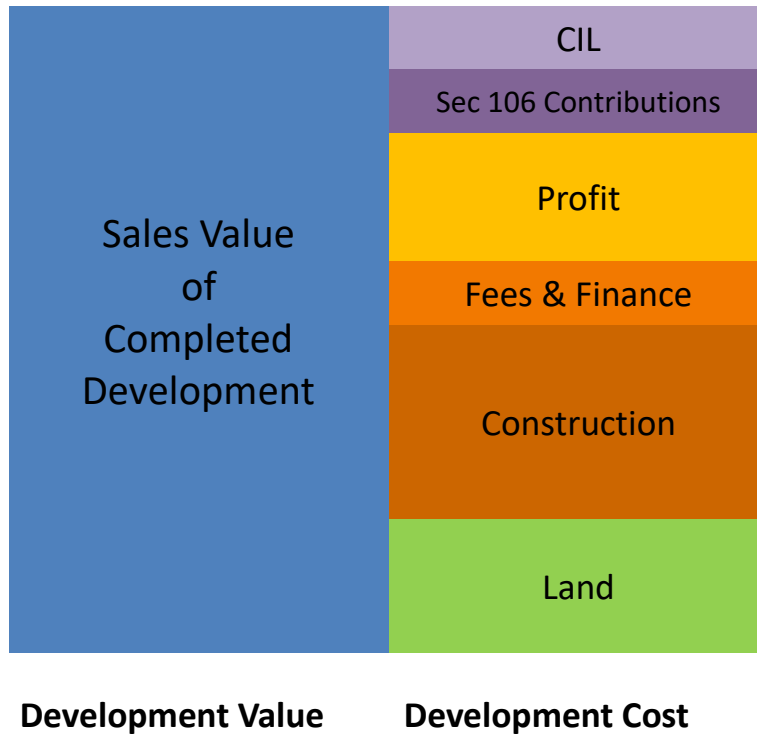 Sales Value
of
Completed
Development
CIL
Sec 106 Contributions
Profit
Fees & Finance
Construction
Land
Development Value
Development Cost